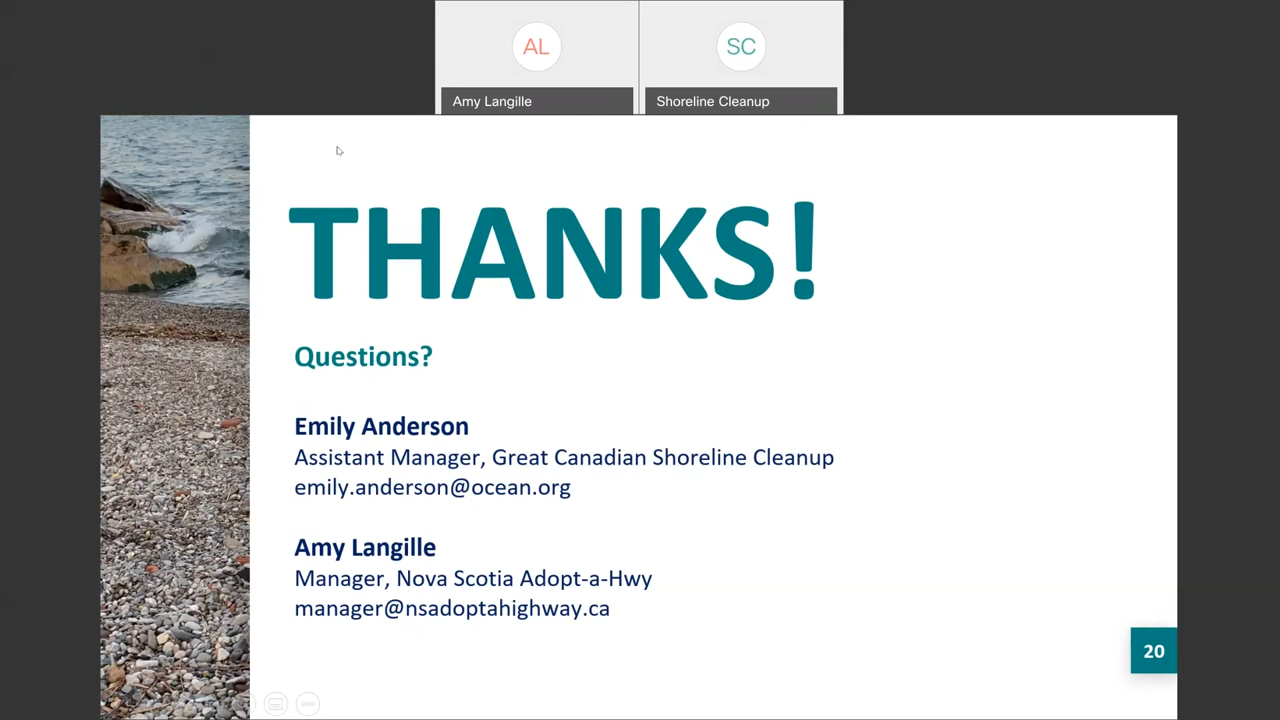 AL
SC
Amy Langille
Shoreline Cleanup
THANKS!
Questions?
Emily Anderson
Assistant Manager, Great Canadian Shoreline Cleanup
emily.anderson@ocean.org
Amy Langille
Manager, Nova Scotia Adopt-a-Hwy
manager@nsadoptahighway.ca
20